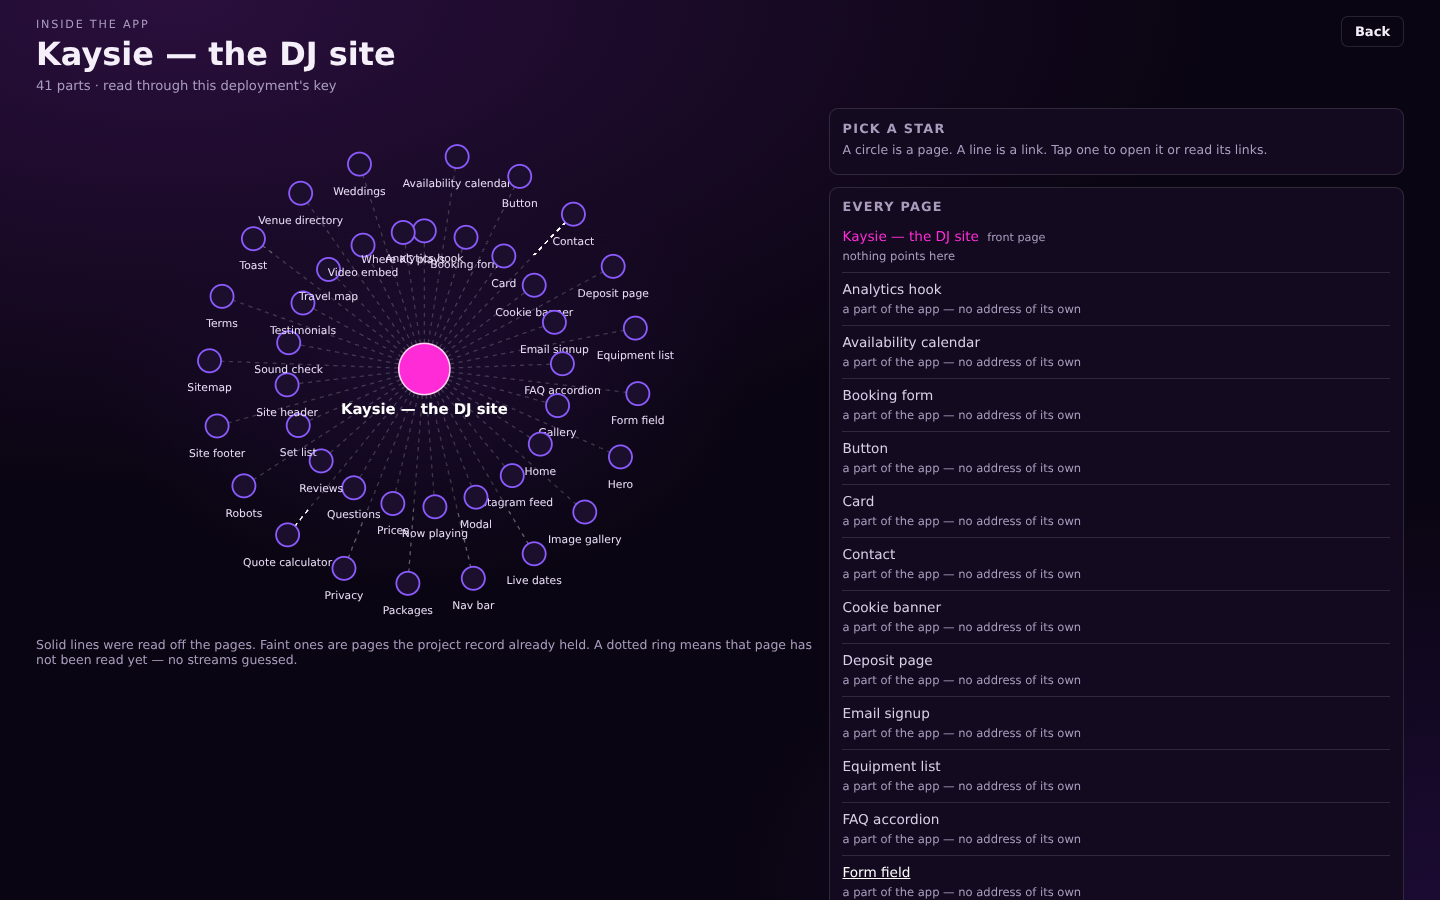 INSIDE THE APP
Kaysie — the DJ site
41 parts · read through this deployment's key
Back
Weddings
Availability calendar
Button
Venue directory
Contact
Toast
Where
Analytics hook
Booking form
Video embed
Card
Deposit page
Travel map
Cookie banner
Terms
Testimonials
Email signup
Equipment list
Sound check
Sitemap
FAQ accordion
Site header
Kaysie — the DJ site
Form field
Gallery
Site footer
Set list
Home
Hero
Reviews
Instagram feed
Robots
Questions
Modal
Prices
Now playing
Image gallery
Quote calculator
Live dates
Privacy
Packages
Nav bar
Solid lines were read off the pages. Faint ones are pages the project record already held. A dotted ring means that page has
not been read yet — no streams guessed.
PICK A STAR
A circle is a page. A line is a link. Tap one to open it or read its links.
EVERY PAGE
Kaysie — the DJ site front page
nothing points here
Analytics hook
a part of the app — no address of its own
Availability calendar
a part of the app — no address of its own
Booking form
a part of the app — no address of its own
Button
a part of the app — no address of its own
Card
a part of the app — no address of its own
Contact
a part of the app — no address of its own
Cookie banner
a part of the app — no address of its own
Deposit page
a part of the app — no address of its own
Email signup
a part of the app — no address of its own
Equipment list
a part of the app — no address of its own
FAQ accordion
a part of the app — no address of its own
Form field
a part of the app — no address of its own